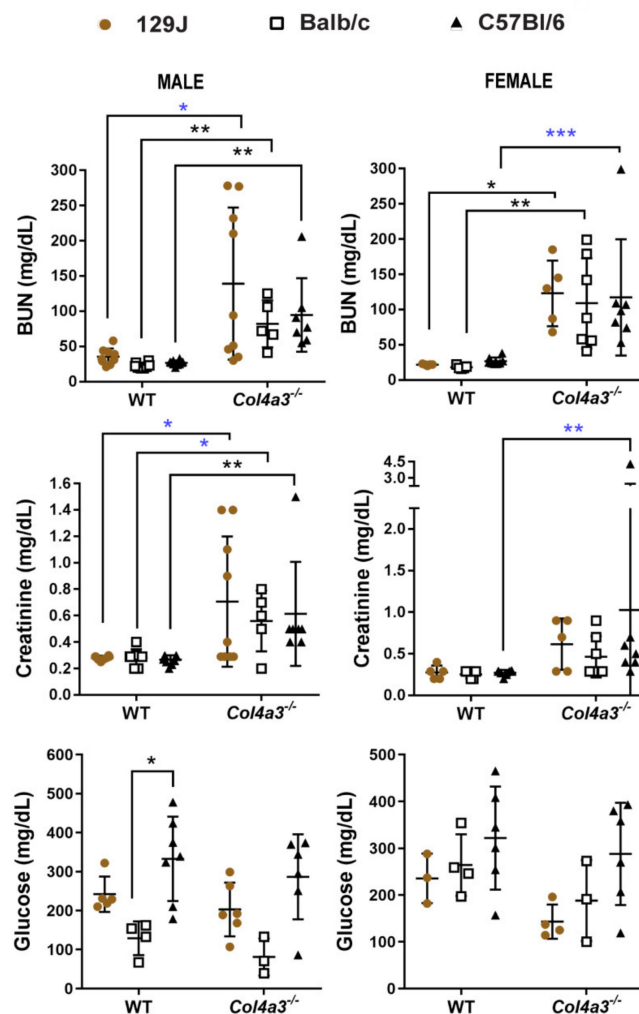 129J Balb/c C57Bl/6
MALE FEMALE
* ** ** * ** ***
BUN (mg/dL)
300
250
200
150
100
50
0
WT Col4a3-/-
BUN (mg/dL)
300
250
200
150
100
50
0
WT Col4a3-/-
* * ** **
Creatinine (mg/dL)
1.6
1.4
1.2
1.0
0.8
0.6
0.4
0.2
0.0
WT Col4a3-/-
Creatinine (mg/dL)
4.5
3.0
2.0
1.5
1.0
0.5
0.0
WT Col4a3-/-
*
Glucose (mg/dL)
600
500
400
300
200
100
0
WT Col4a3-/-
Glucose (mg/dL)
500
400
300
200
100
0
WT Col4a3-/-